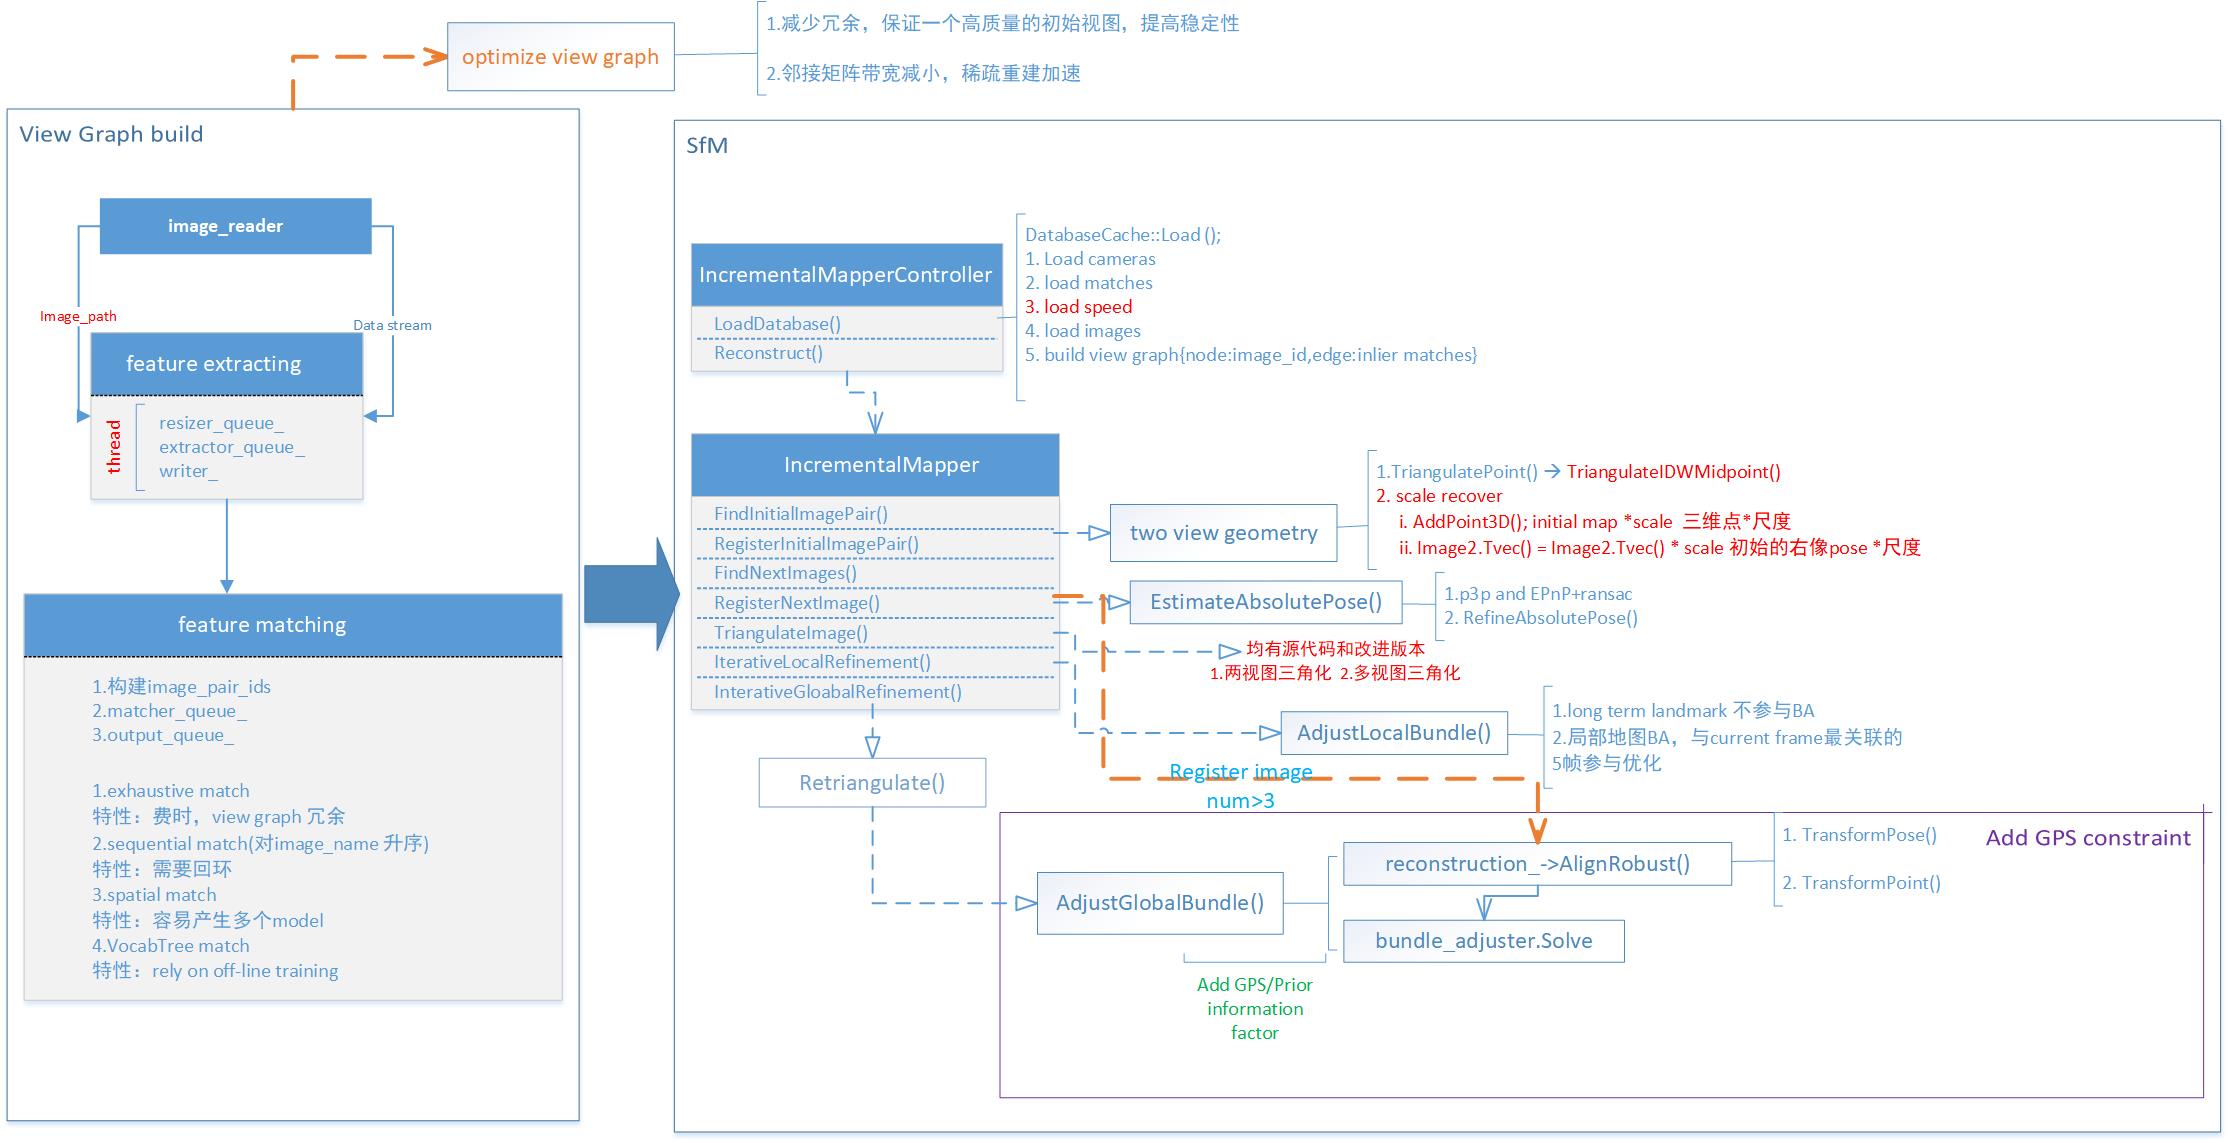 optimize view graph
1.减少冗余，保证一个高质量的初始视图，提高稳定性
2.邻接矩阵带宽减小，稀疏重建加速
View Graph build
image_reader
Image_path
Data stream
feature extracting
thread
resizer_queue_
extractor_queue_
writer_
feature matching
1.构建image_pair_ids
2.matcher_queue_
3.output_queue_
1.exhaustive match
特性：费时，view graph 冗余
2.sequential match(对image_name 升序)
特性：需要回环
3.spatial match
特性：容易产生多个model
4.VocabTree match
特性：rely on off-line training
SfM
IncrementalMapperController
LoadDatabase()
Reconstruct()
DatabaseCache::Load ();
1. Load cameras
2. load matches
3. load speed
4. load images
5. build view graph{node:image_id,edge:inlier matches}
IncrementalMapper
FindInitialImagePair()
RegisterInitialImagePair()
FindNextImages()
RegisterNextImage()
TriangulateImage()
IterativeLocalRefinement()
InterativeGloabalRefinement()
two view geometry
1.TriangulatePoint() → TriangulateIDWMidpoint()
2. scale recover
i. AddPoint3D(); initial map *scale 三维点*尺度
ii. Image2.Tvec() = Image2.Tvec() * scale 初始的右像pose *尺度
EstimateAbsolutePose()
1.p3p and EPnP+ransac
2. RefineAbsolutePose()
均有源代码和改进版本
1.两视图三角化 2.多视图三角化
AdjustLocalBundle()
1.long term landmark 不参与BA
2.局部地图BA，与current frame最关联的
5帧参与优化
Retriangulate()
Register image
num>3
Add GPS constraint
AdjustGlobalBundle()
reconstruction_->AlignRobust()
1. TransformPose()
2. TransformPoint()
bundle_adjuster.Solve
Add GPS/Prior
information
factor